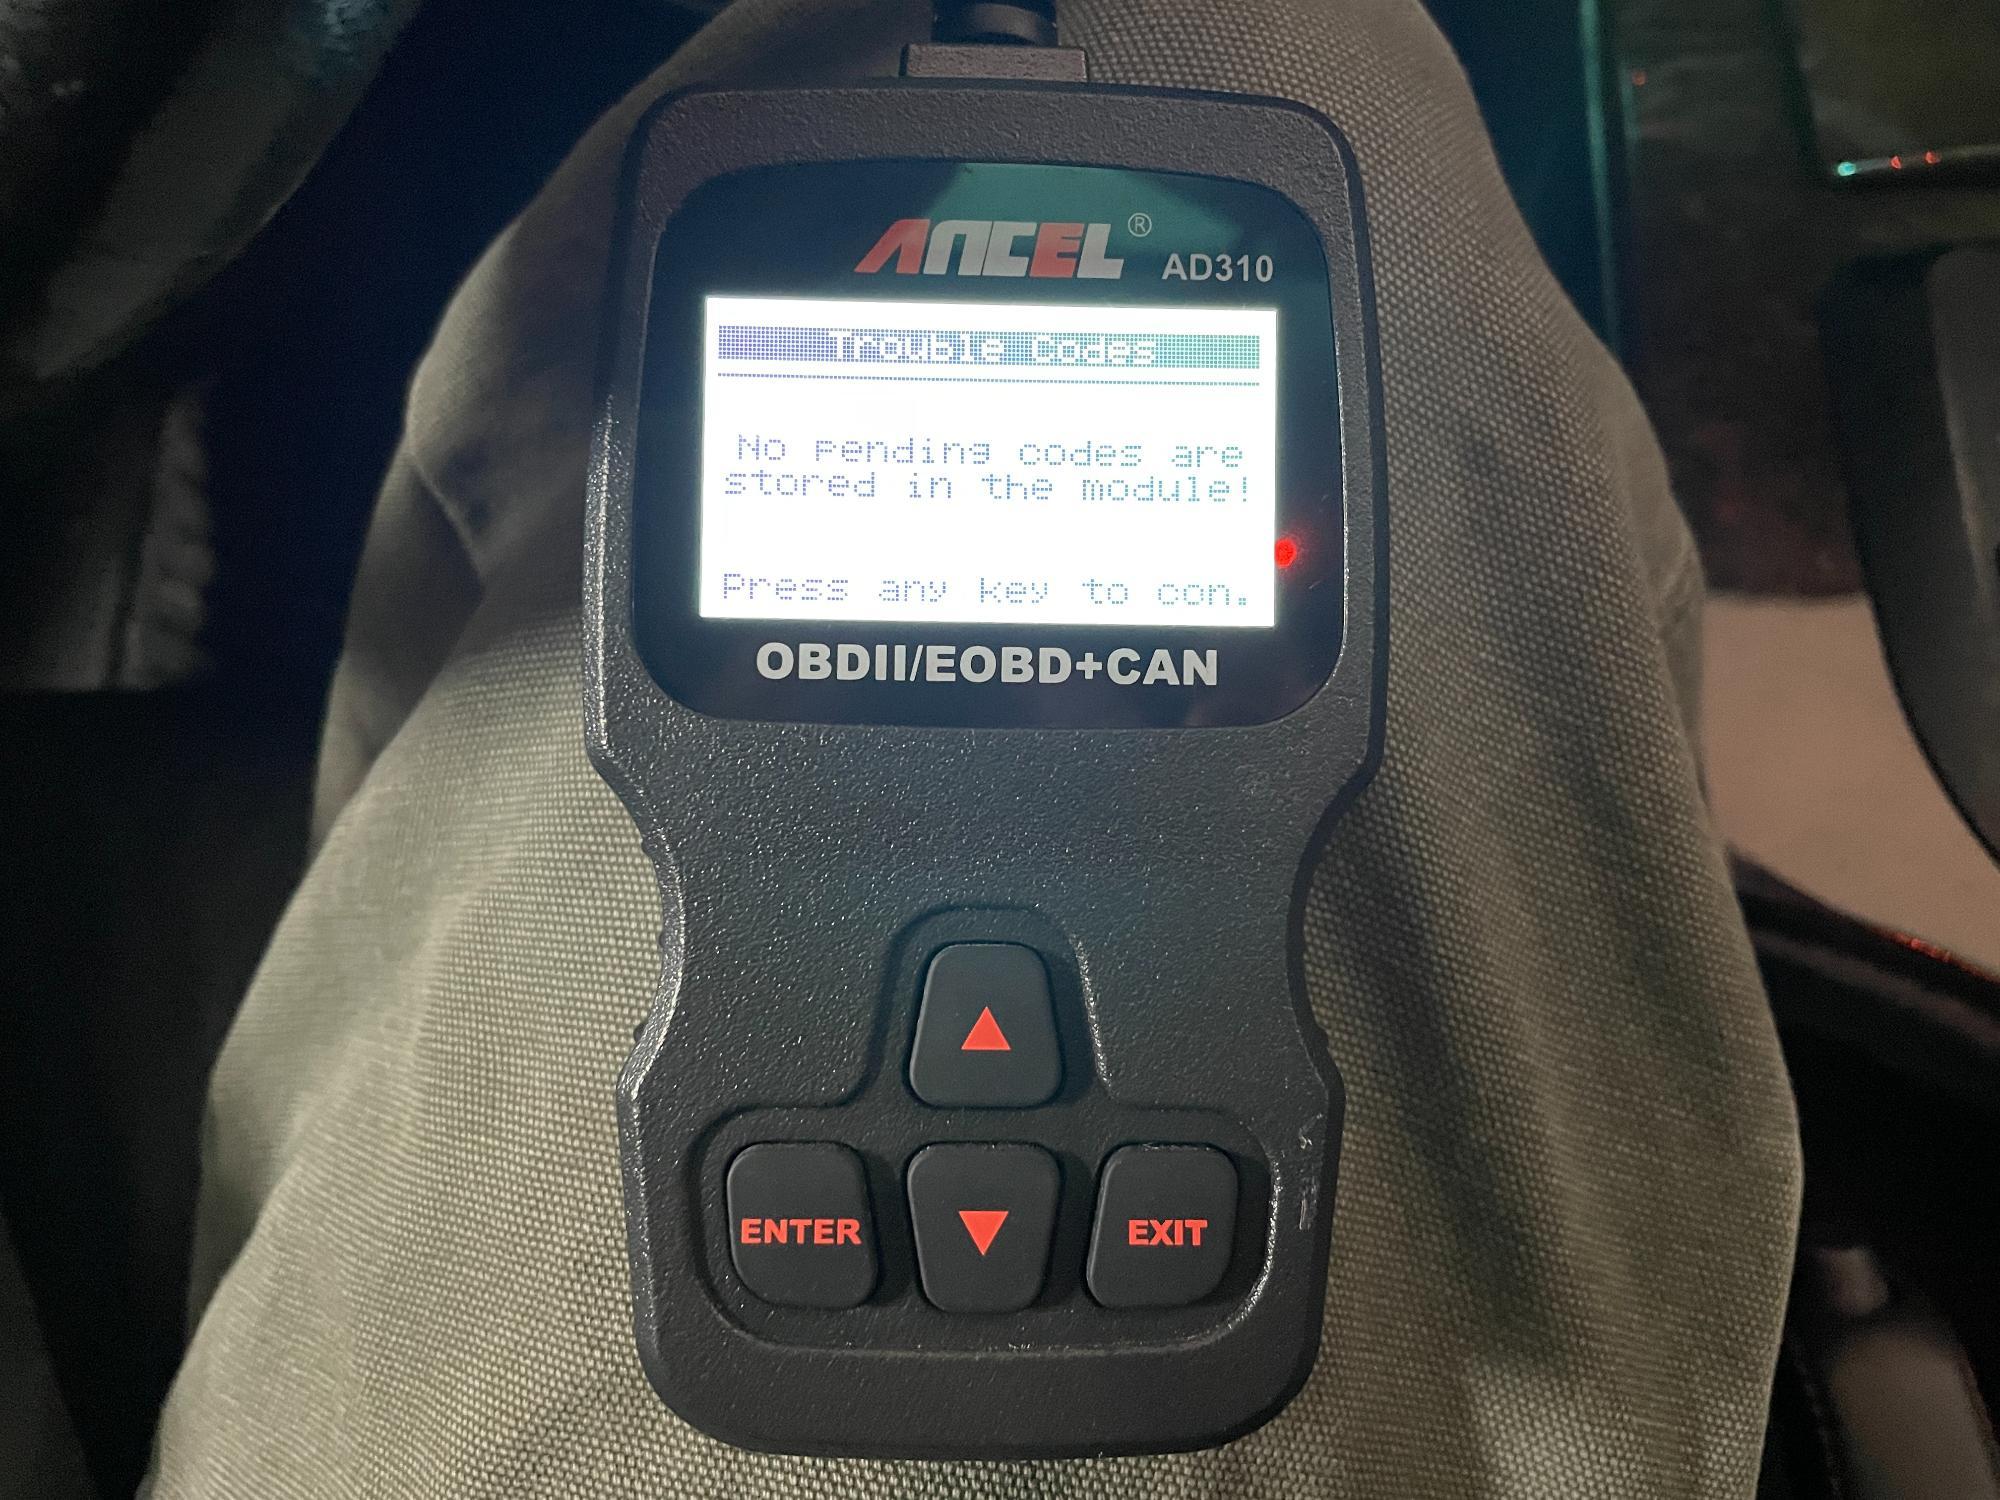 ANCEL® AD310
Trouble Codes
No pending codes are
stored in the module!
Press any key to con.
OBDII/EOBD+CAN
ENTER
EXIT